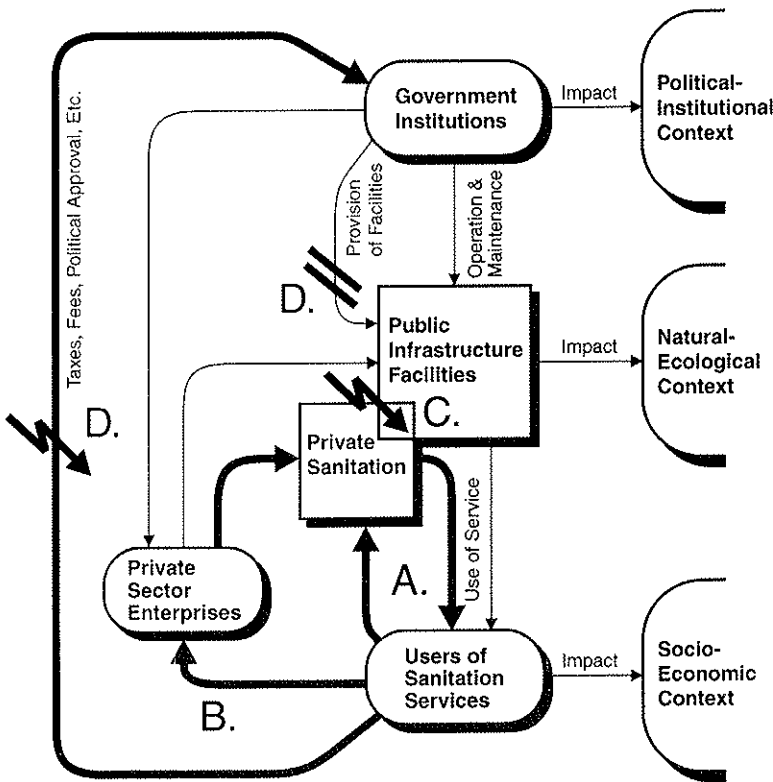 Government
Institutions
Impact
Political-
Institutional
Context
Taxes, Fees, Political Approval, Etc.
Provision
of Facilities
Operation &
Maintenance
D.
Public
Infrastructure
Facilities
Impact
Natural-
Ecological
Context
D.
C.
Private
Sanitation
Use of Service
Private
Sector
Enterprises
A.
Users of
Sanitation
Services
Impact
Socio-
Economic
Context
B.